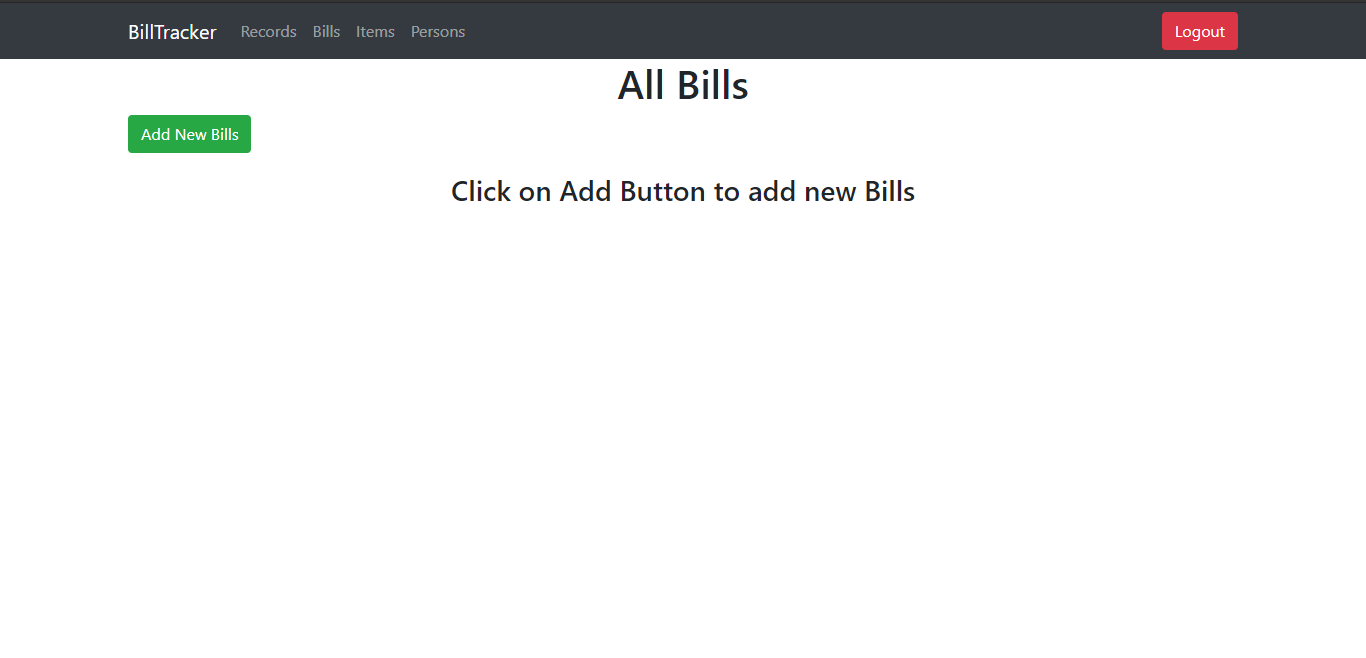 BillTracker Records Bills Items Persons Logout
All Bills
Add New Bills
Click on Add Button to add new Bills